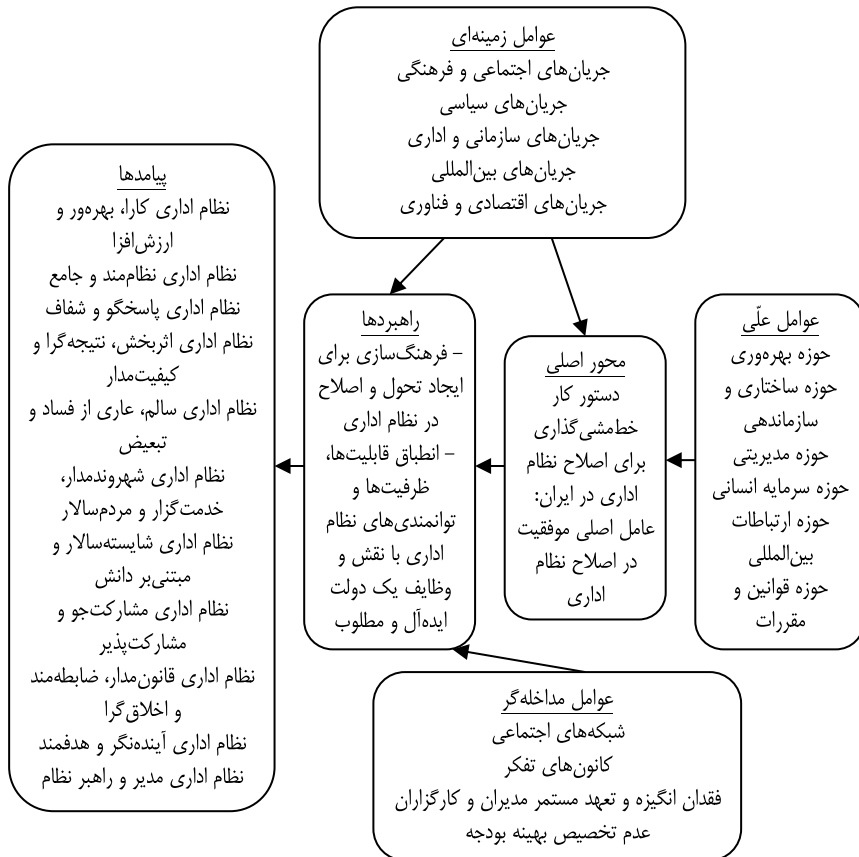 عوامل زمینه‌ای
جریان‌های اجتماعی و فرهنگی
جریان‌های سیاسی
جریان‌های سازمانی و اداری
جریان‌های بین‌المللی
جریان‌های اقتصادی و فناوری
عوامل علّی
حوزه بهره‌وری
حوزه ساختاری و
سازماندهی
حوزه مدیریتی
حوزه سرمایه انسانی
حوزه ارتباطات
بین‌المللی
حوزه قوانین و
مقررات
محور اصلی
دستور کار
خط‌مشی‌گذاری
برای اصلاح نظام
اداری در ایران:
عامل اصلی موفقیت
در اصلاح نظام
اداری
راهبردها
– فرهنگ‌سازی برای
ایجاد تحول و اصلاح
در نظام اداری
– انطباق قابلیت‌ها،
ظرفیت‌ها و
توانمندی‌های نظام
اداری با نقش و
وظایف یک دولت
ایده‌آل و مطلوب
پیامدها
نظام اداری کارا، بهره‌ور و
ارزش‌افزا
نظام اداری نظام‌مند و جامع
نظام اداری پاسخگو و شفاف
نظام اداری اثربخش، نتیجه‌گرا و
کیفیت‌مدار
نظام اداری سالم، عاری از فساد و
تبعیض
نظام اداری شهروندمدار،
خدمت‌گزار و مردم‌سالار
نظام اداری شایسته‌سالار و
مبتنی‌بر دانش
نظام اداری مشارکت‌جو و
مشارکت‌پذیر
نظام اداری قانون‌مدار، ضابطه‌مند
و اخلاق‌گرا
نظام اداری آینده‌نگر و هدفمند
نظام اداری مدیر و راهبر نظام
عوامل مداخله‌گر
شبکه‌های اجتماعی
کانون‌های تفکر
فقدان انگیزه و تعهد مستمر مدیران و کارگزاران
عدم تخصیص بهینه بودجه